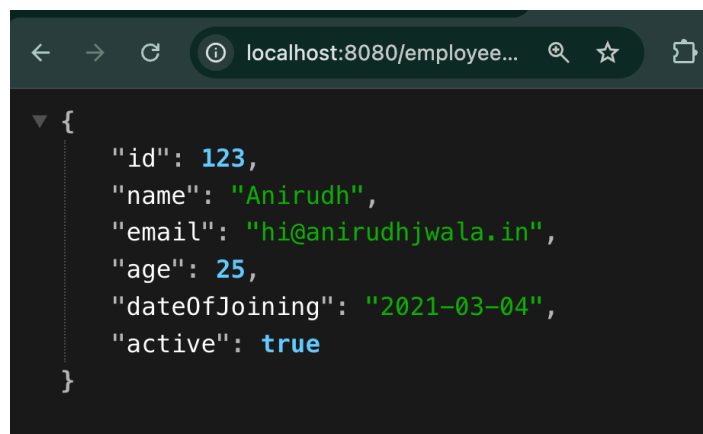 localhost:8080/employee...
{
"id": 123,
"name": "Anirudh",
"email": "hi@anirudhjwala.in",
"age": 25,
"dateOfJoining": "2021-03-04",
"active": true
}